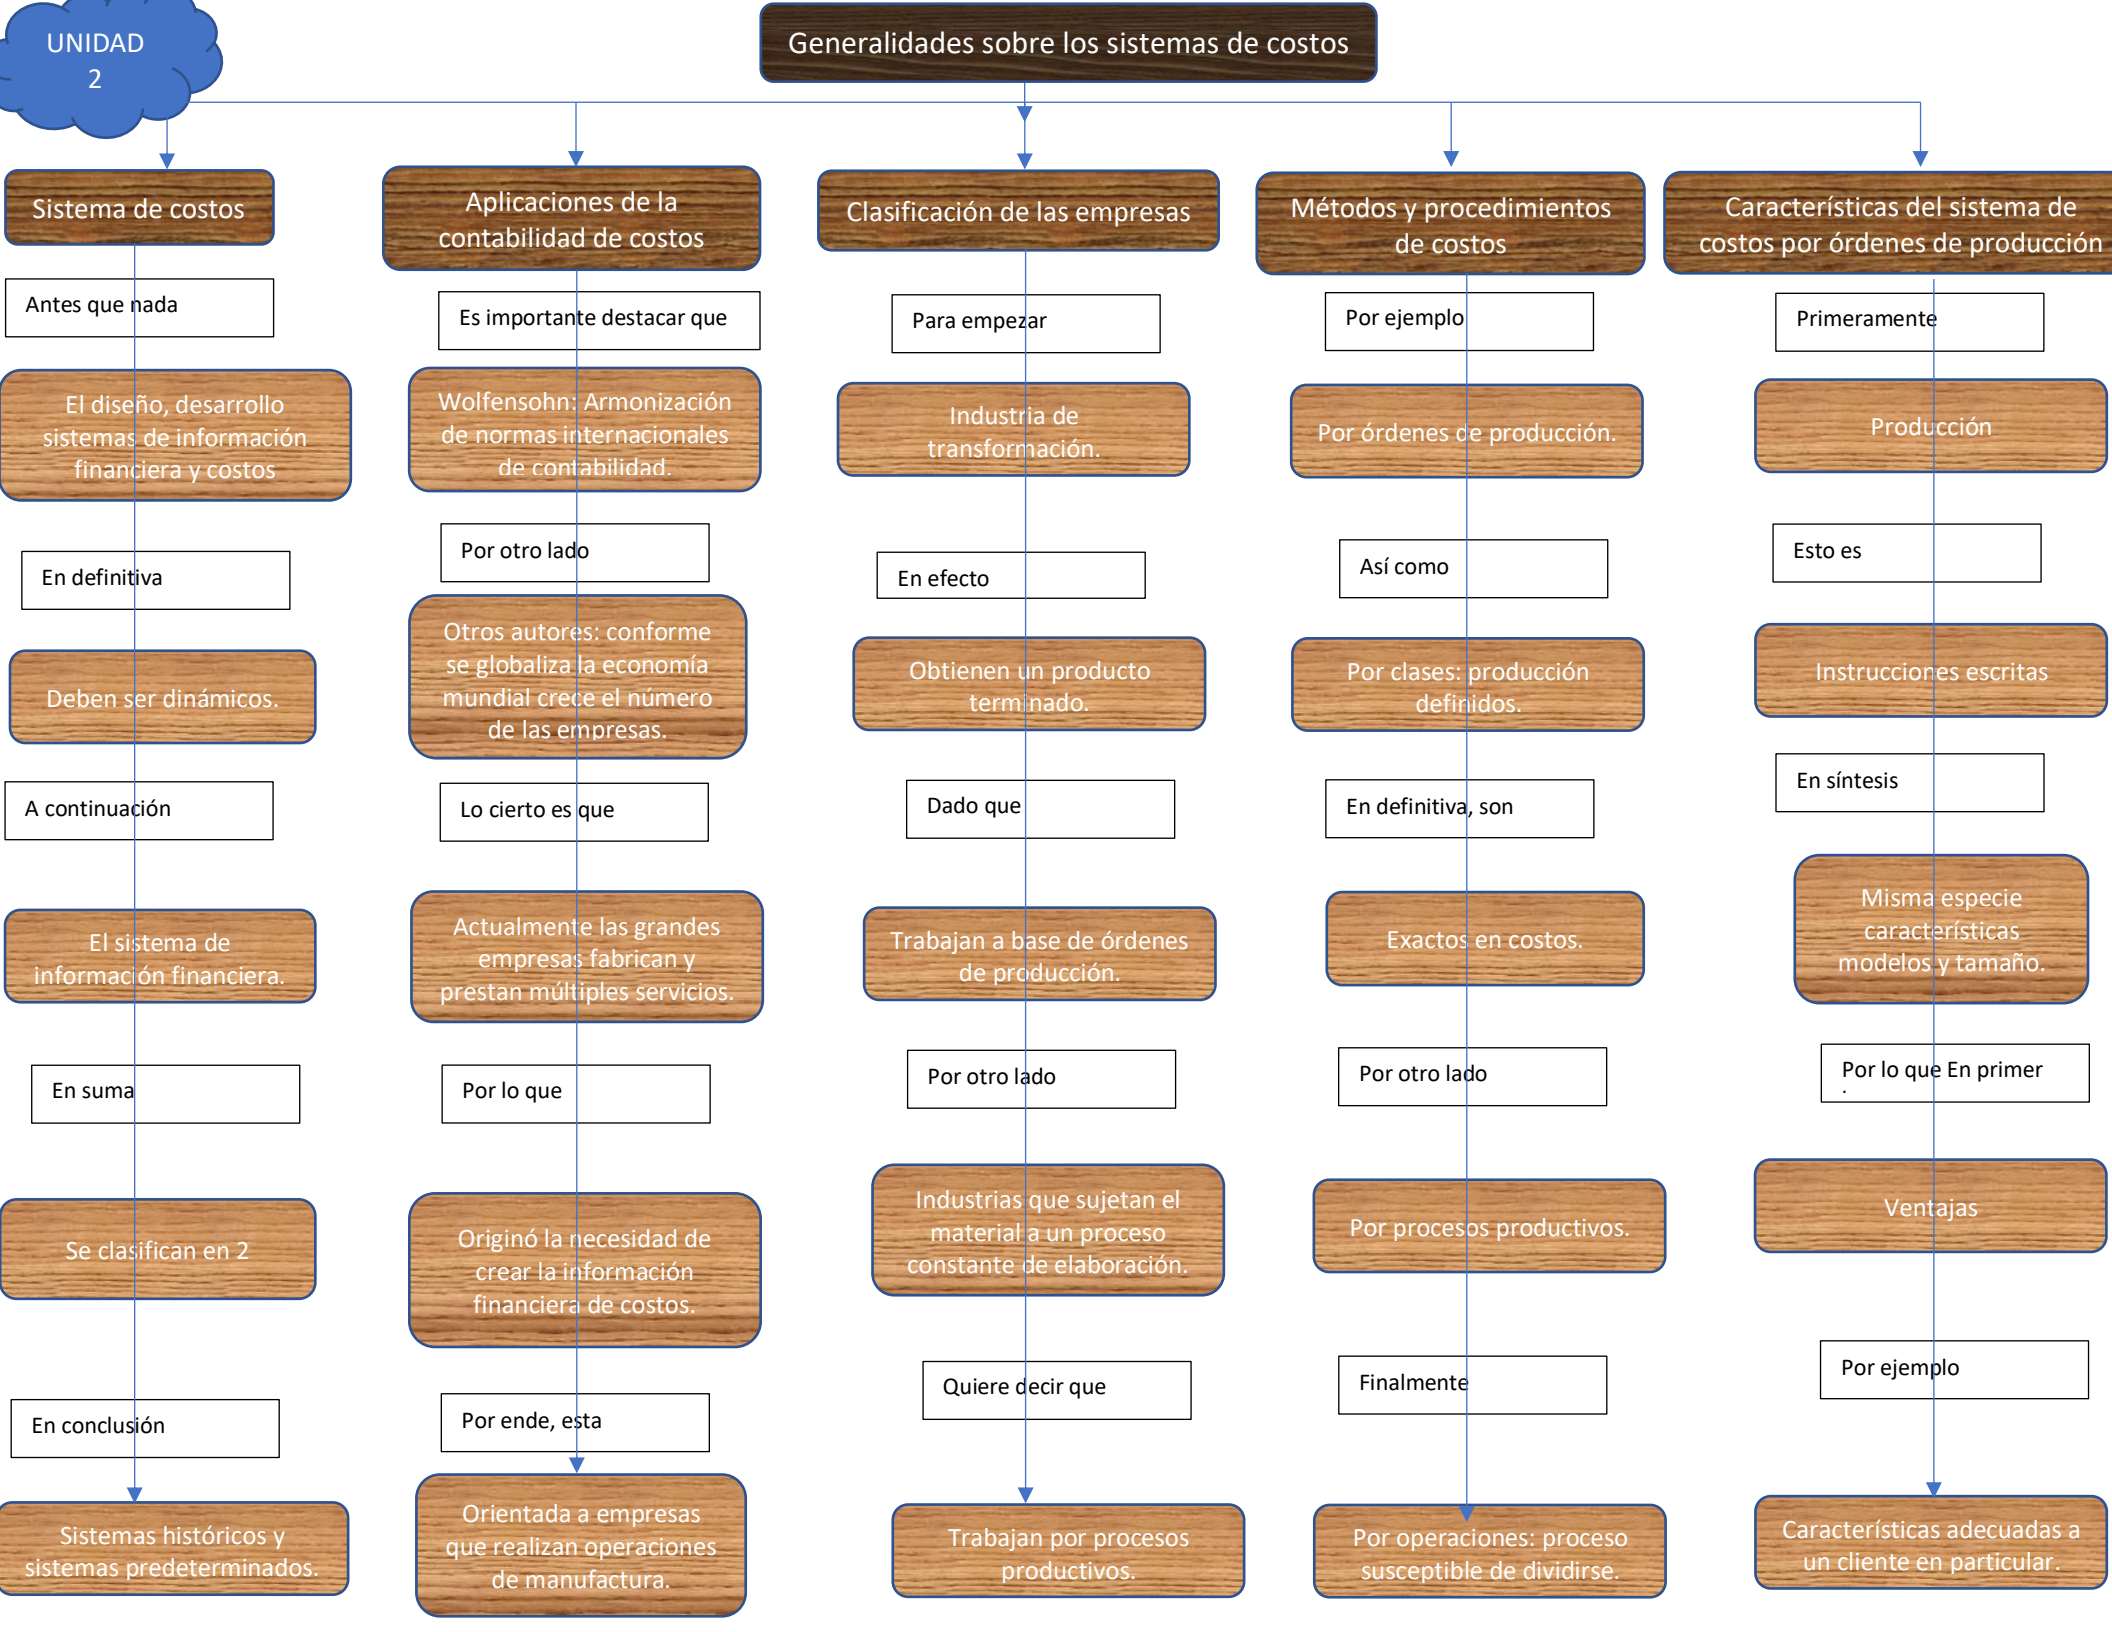 UNIDAD
2
Generalidades sobre los sistemas de costos
Sistema de costos
Antes que nada
El diseño, desarrollo
sistemas de información
financiera y costos
En definitiva
Deben ser dinámicos.
A continuación
El sistema de
información financiera.
En suma
Se clasifican en 2
En conclusión
Sistemas históricos y
sistemas predeterminados.
Aplicaciones de la
contabilidad de costos
Es importante destacar que
Wolfensohn: Armonización
de normas internacionales
de contabilidad.
Por otro lado
Otros autores: conforme
se globaliza la economía
mundial crece el número
de las empresas.
Lo cierto es que
Actualmente las grandes
empresas fabrican y
prestan múltiples servicios.
Por lo que
Originó la necesidad de
crear la información
financiera de costos.
Por ende, esta
Orientada a empresas
que realizan operaciones
de manufactura.
Clasificación de las empresas
Para empezar
Industria de
transformación.
En efecto
Obtienen un producto
terminado.
Dado que
Trabajan a base de órdenes
de producción.
Por otro lado
Industrias que sujetan el
material a un proceso
constante de elaboración.
Quiere decir que
Trabajan por procesos
productivos.
Métodos y procedimientos
de costos
Por ejemplo
Por órdenes de producción.
Así como
Por clases: producción
definidos.
En definitiva, son
Exactos en costos.
Por otro lado
Por procesos productivos.
Finalmente
Por operaciones: proceso
susceptible de dividirse.
Características del sistema de
costos por órdenes de producción
Primeramente
Producción
Esto es
Instrucciones escritas
En síntesis
Misma especie
características
modelos y tamaño.
Por lo que En primer
Ventajas
Por ejemplo
Características adecuadas a
un cliente en particular.